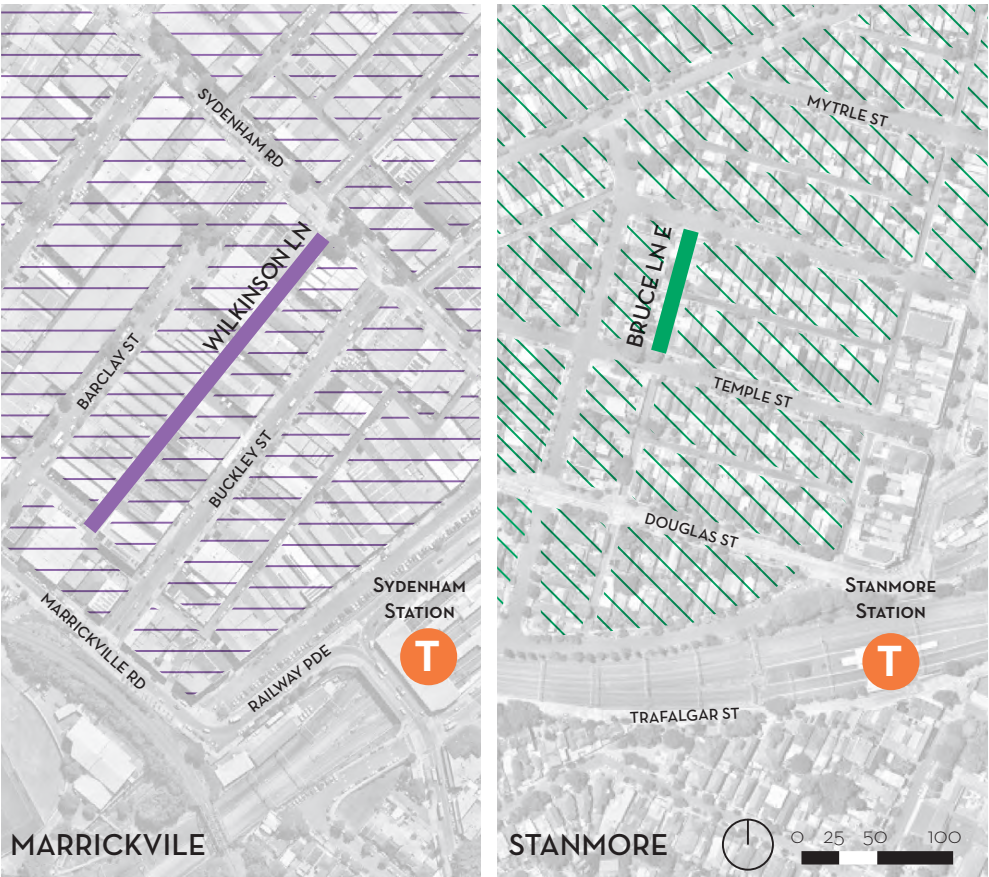 SYDENHAM RD
WILKINSON LN
BARCLAY ST
BUCKLEY ST
MARRICKVILLE RD
RAILWAY PDE
SYDENHAM
STATION
T
MARRICKVILE
MYTRLE ST
BRUCE LN E
TEMPLE ST
DOUGLAS ST
STANMORE
STATION
T
TRAFALGAR ST
STANMORE
0 25 50 100